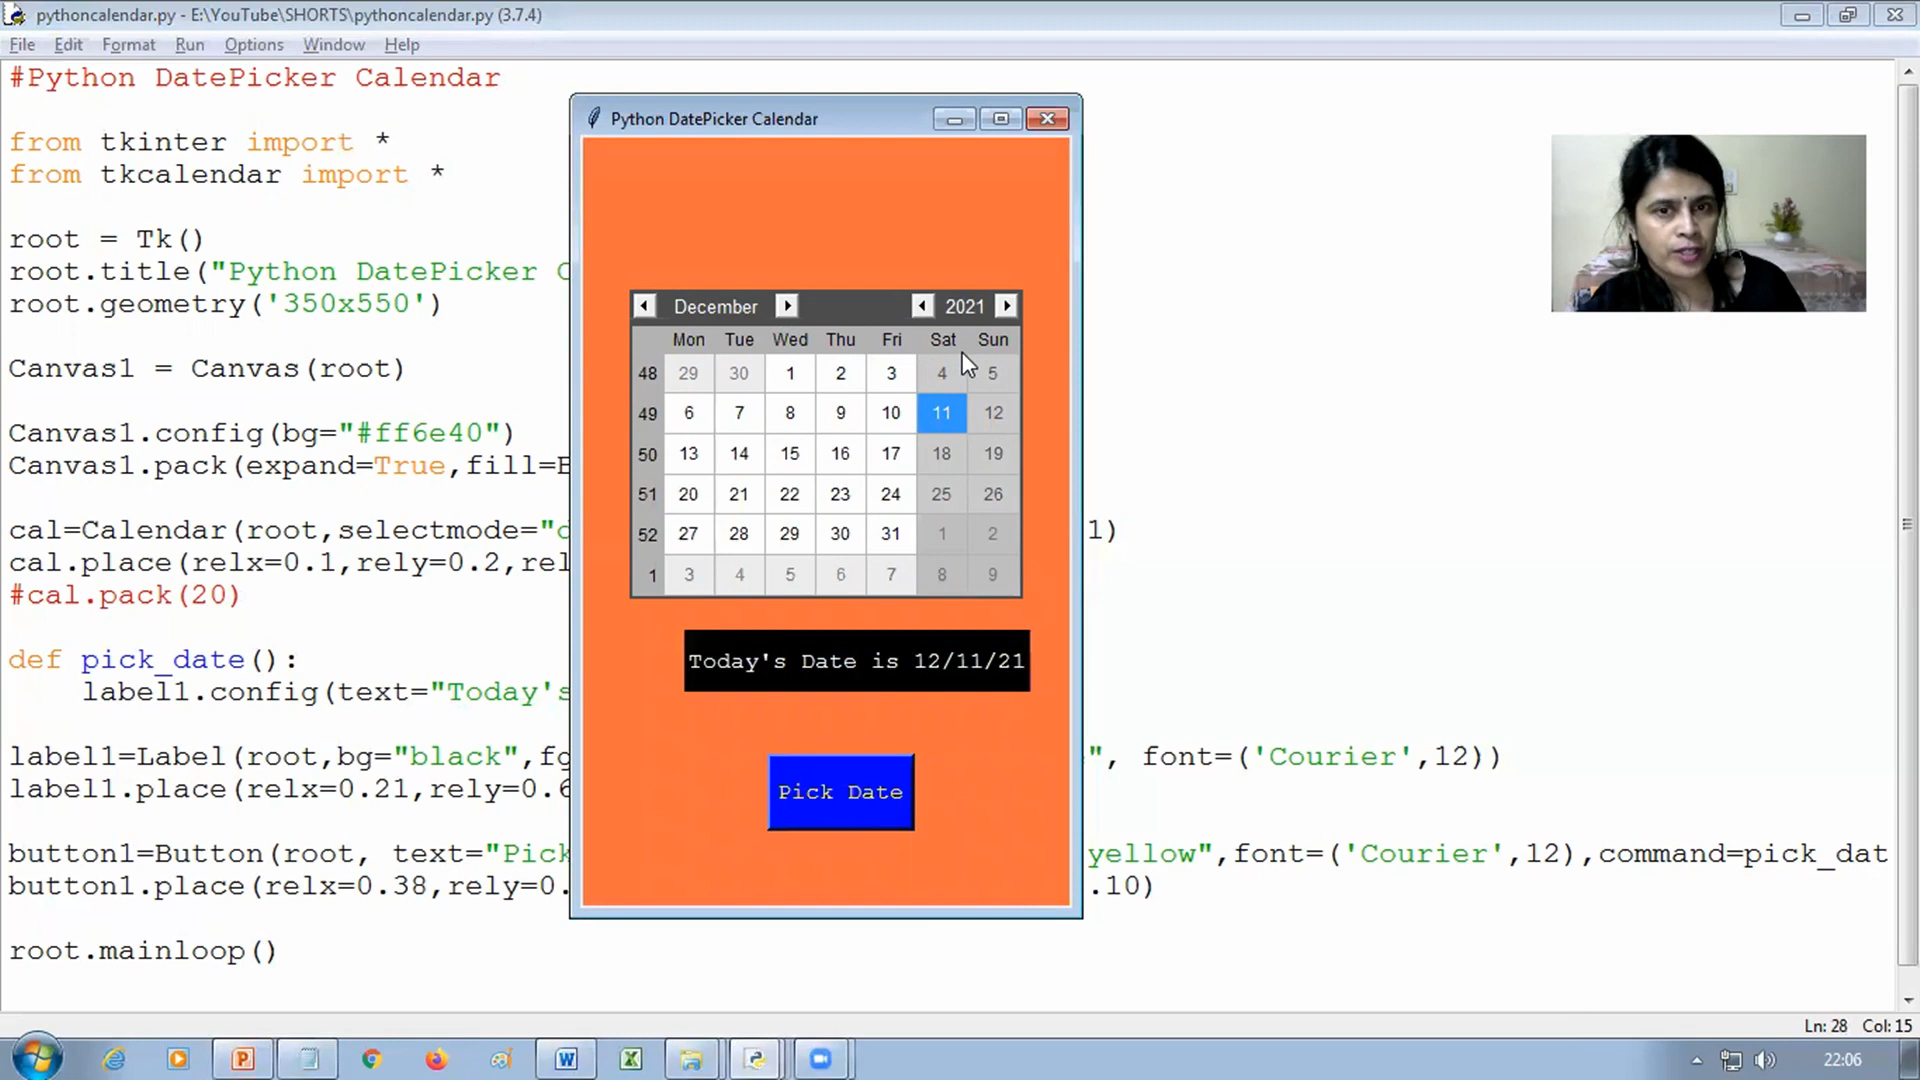 pythoncalendar.py - E:\YouTube\SHORTS\pythoncalendar.py (3.7.4)
File Edit Format Run Options Window Help
#Python DatePicker Calendar
from tkinter import *
from tkcalendar import *
root = Tk()
root.title("Python DatePicker C
root.geometry('350x550')
Canvas1 = Canvas(root)
Canvas1.config(bg="#ff6e40")
Canvas1.pack(expand=True,fill=B
cal=Calendar(root,selectmode="d 1)
cal.place(relx=0.1,rely=0.2,rel
#cal.pack(20)
def pick_date():
label1.config(text="Today's
label1=Label(root,bg="black",fg ", font=('Courier',12))
label1.place(relx=0.21,rely=0.6
button1=Button(root, text="Pick yellow",font=('Courier',12),command=pick_dat
button1.place(relx=0.38,rely=0. .10)
root.mainloop()
Python DatePicker Calendar
December 2021
Mon Tue Wed Thu Fri Sat Sun
48 29 30 1 2 3 4 5
49 6 7 8 9 10 11 12
50 13 14 15 16 17 18 19
51 20 21 22 23 24 25 26
52 27 28 29 30 31 1 2
1 3 4 5 6 7 8 9
Today's Date is 12/11/21
Pick Date
Ln: 28 Col: 15
22:06